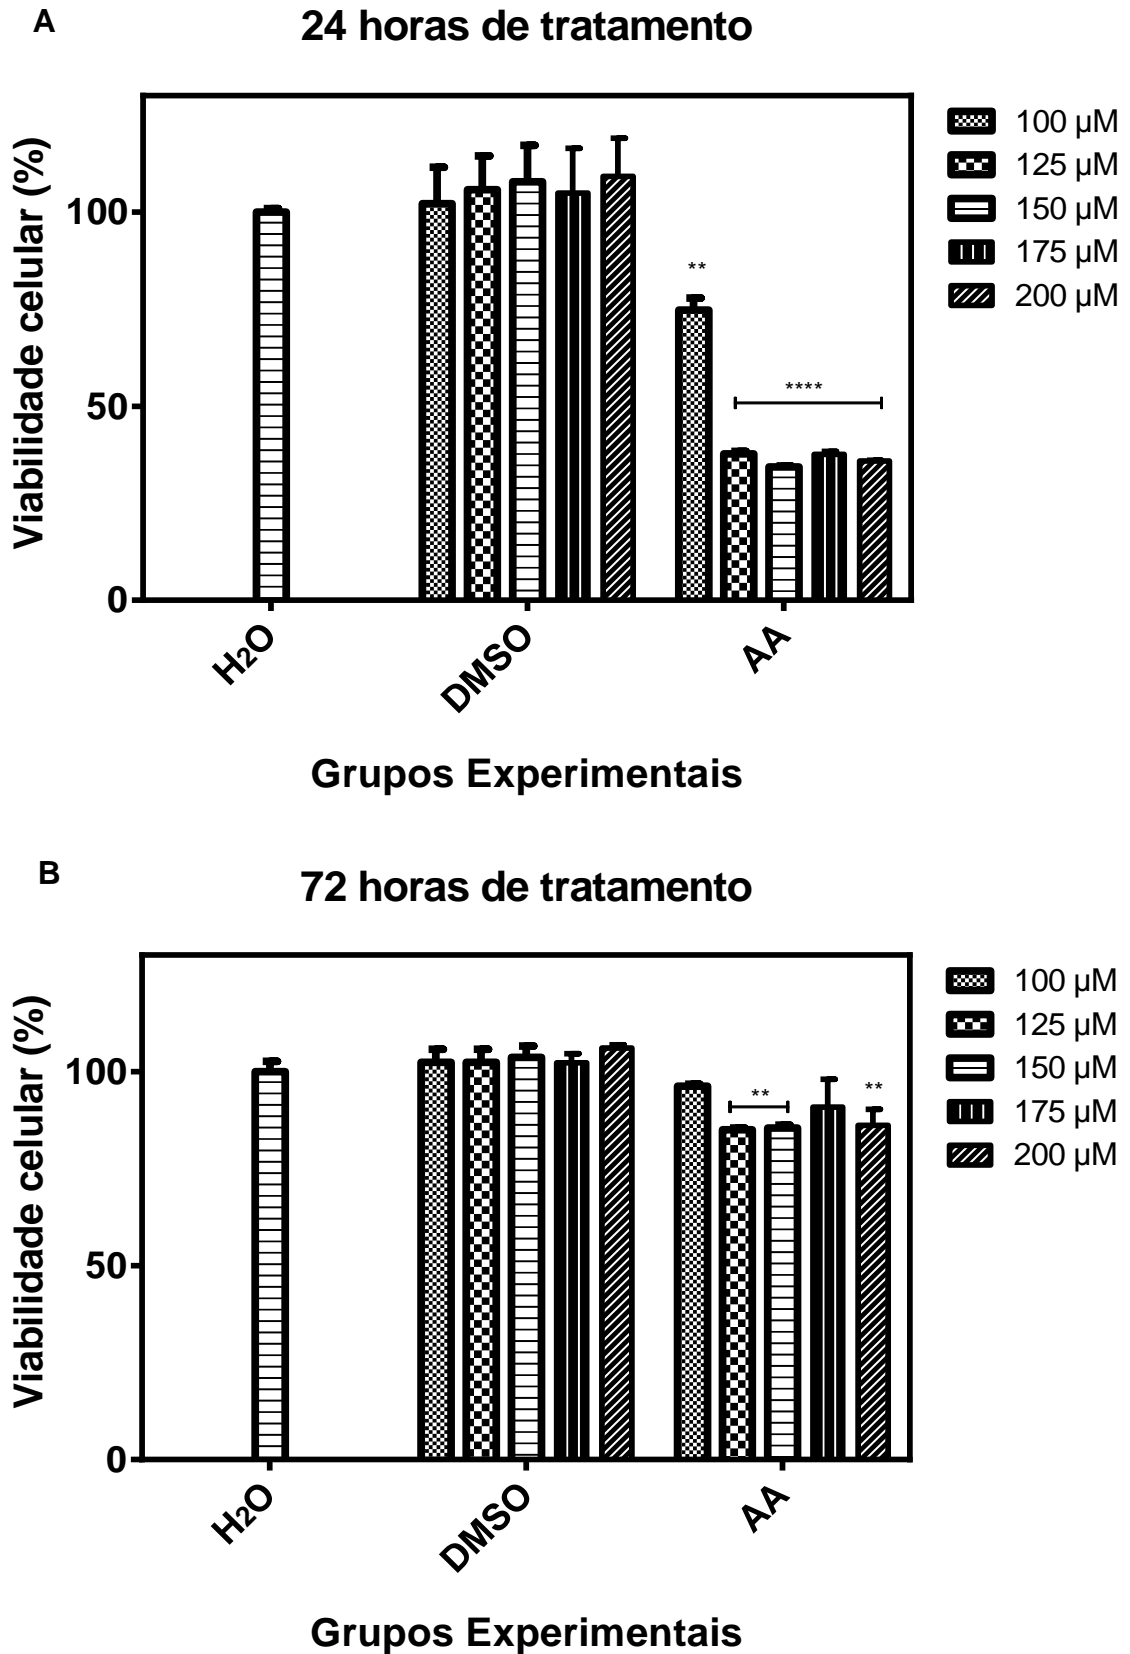 A
24 horas de tratamento
Viabilidade celular (%)
100
50
0
**
****
H2O
DMSO
AA
Grupos Experimentais
100 µM
125 µM
150 µM
175 µM
200 µM
B
72 horas de tratamento
Viabilidade celular (%)
100
50
0
**
**
H2O
DMSO
AA
Grupos Experimentais
100 µM
125 µM
150 µM
175 µM
200 µM